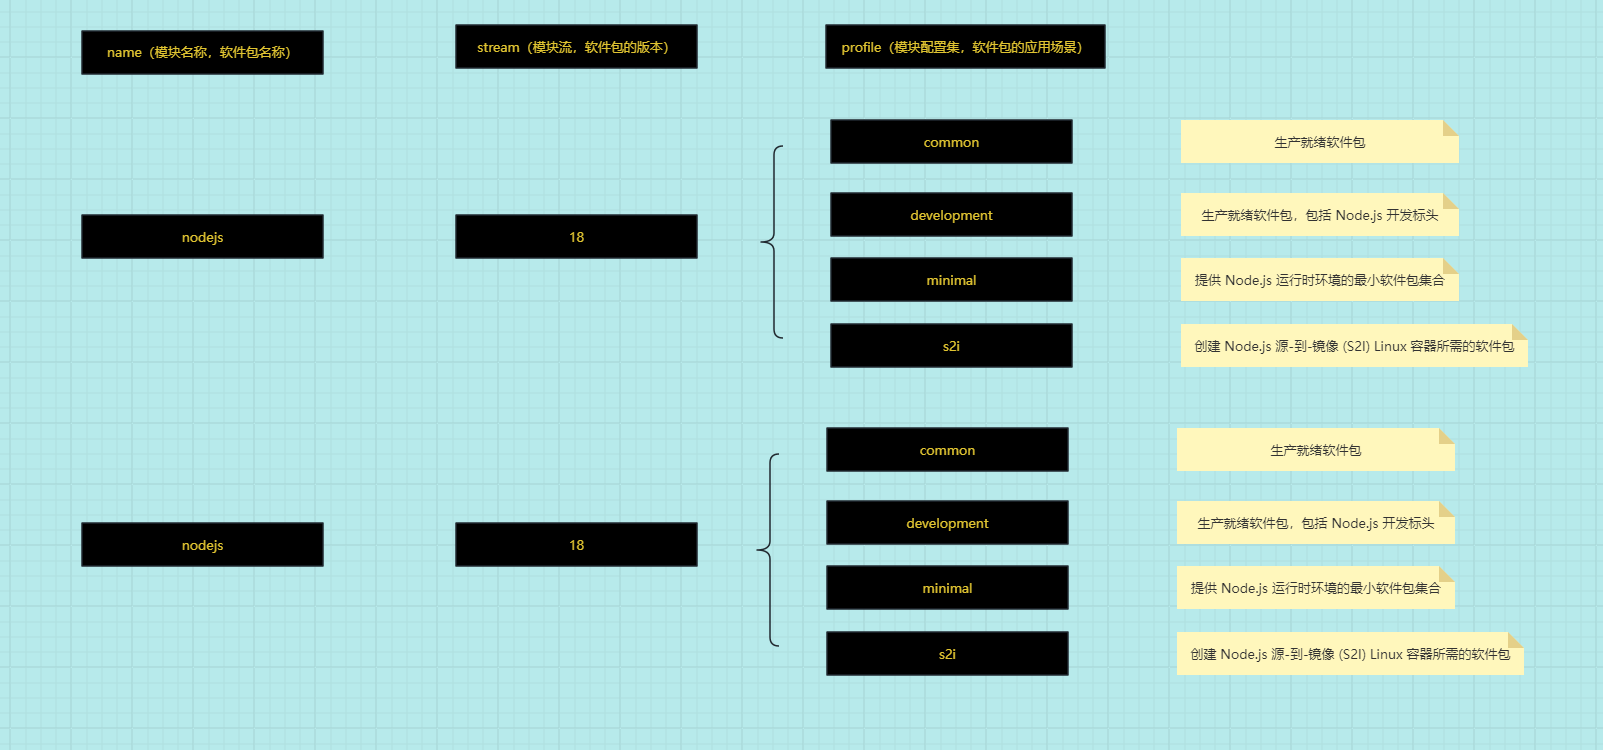 name（模块名称，软件包名称）
stream（模块流，软件包的版本）
profile（模块配置集，软件包的应用场景）
common
生产就绪软件包
development
生产就绪软件包，包括 Node.js 开发标头
nodejs
18
minimal
提供 Node.js 运行时环境的最小软件包集合
s2i
创建 Node.js 源-到-镜像 (S2I) Linux 容器所需的软件包
common
生产就绪软件包
development
生产就绪软件包，包括 Node.js 开发标头
nodejs
18
minimal
提供 Node.js 运行时环境的最小软件包集合
s2i
创建 Node.js 源-到-镜像 (S2I) Linux 容器所需的软件包